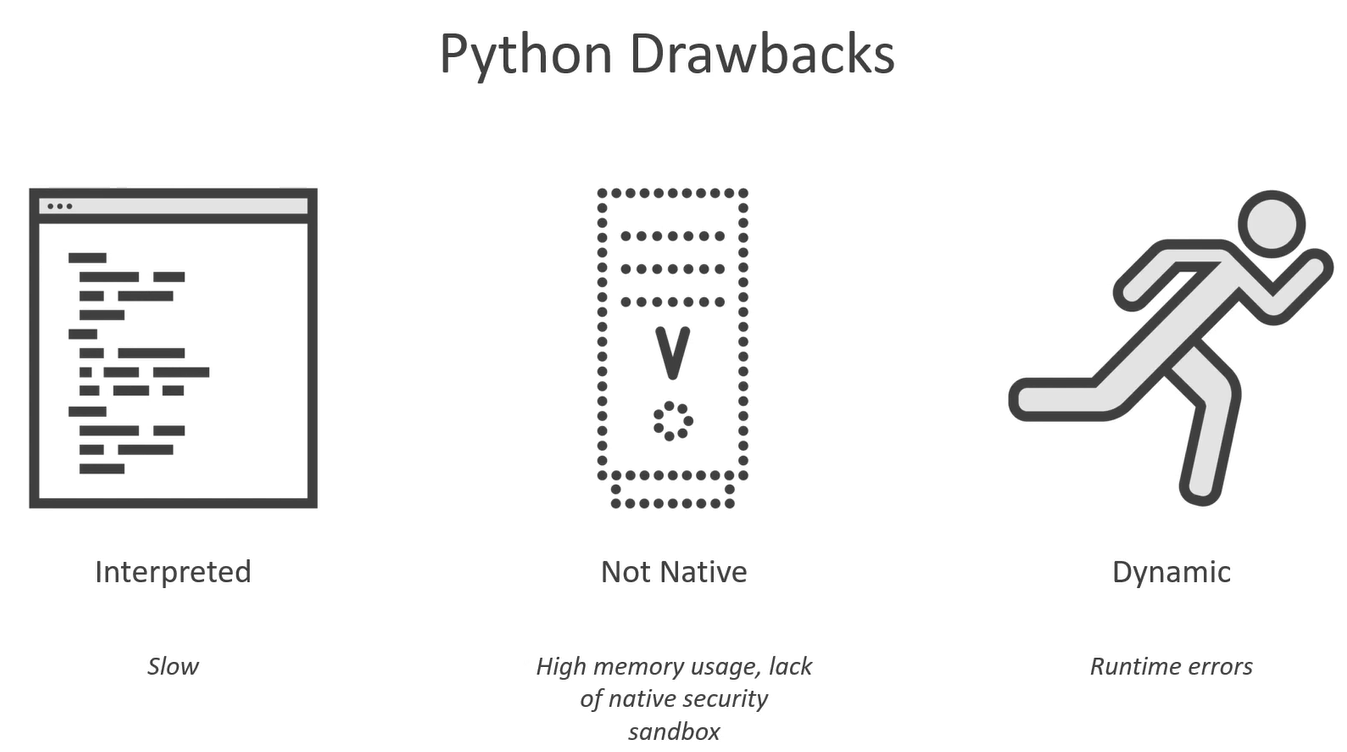 Python Drawbacks
Interpreted
Not Native
Dynamic
Slow
High memory usage, lack
of native security
sandbox
Runtime errors